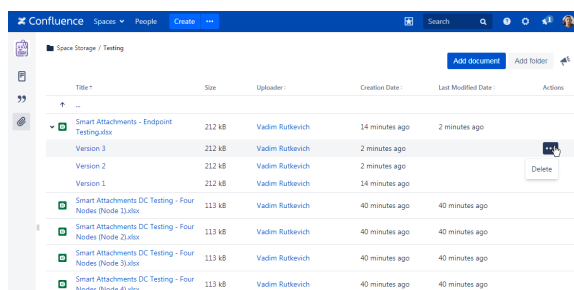 Confluence Spaces People Create ... Search
Space Storage / Testing
Add document Add folder
Title Size Uploader Creation Date Last Modified Date Actions
...
Smart Attachments - Endpoint
Testing.xlsx 212 kB Vadim Rutkevich 14 minutes ago 2 minutes ago
Version 3 212 kB Vadim Rutkevich 2 minutes ago
Version 2 212 kB Vadim Rutkevich 2 minutes ago
Delete
Version 1 212 kB Vadim Rutkevich 14 minutes ago
Smart Attachments DC Testing - Four
Nodes (Node 1).xlsx 113 kB Vadim Rutkevich 40 minutes ago 40 minutes ago
Smart Attachments DC Testing - Four
Nodes (Node 2).xlsx 113 kB Vadim Rutkevich 40 minutes ago 40 minutes ago
Smart Attachments DC Testing - Four
Nodes (Node 3).xlsx 113 kB Vadim Rutkevich 40 minutes ago 40 minutes ago
Smart Attachments DC Testing - Four
Nodes (Node 4).xlsx 113 kB Vadim Rutkevich 40 minutes ago 40 minutes ago